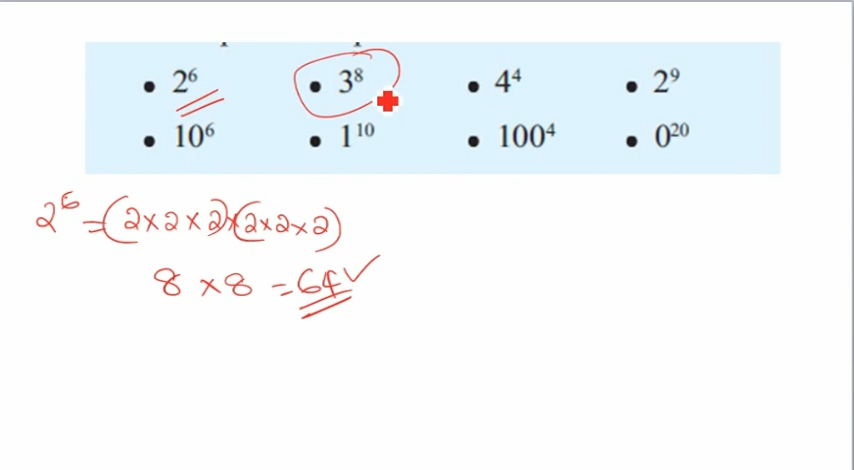 • 2⁶ • 3⁸ • 4⁴ • 2⁹
• 10⁶ • 1¹⁰ • 100⁴ • 0²⁰
2⁶ = (2×2×2)×(2×2×2)
8 × 8 = 64 ✓